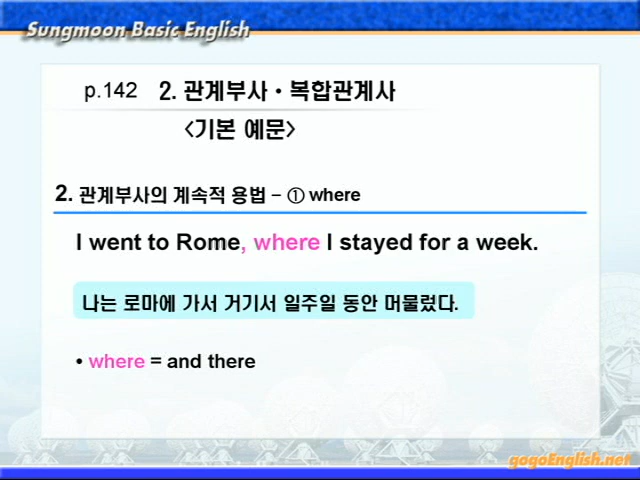 Sungmoon Basic English
p.142 2. 관계부사 • 복합관계사
<기본 예문>
2. 관계부사의 계속적 용법 – ① where
I went to Rome, where I stayed for a week.
나는 로마에 가서 거기서 일주일 동안 머물렀다.
• where = and there
gogoEnglish.net